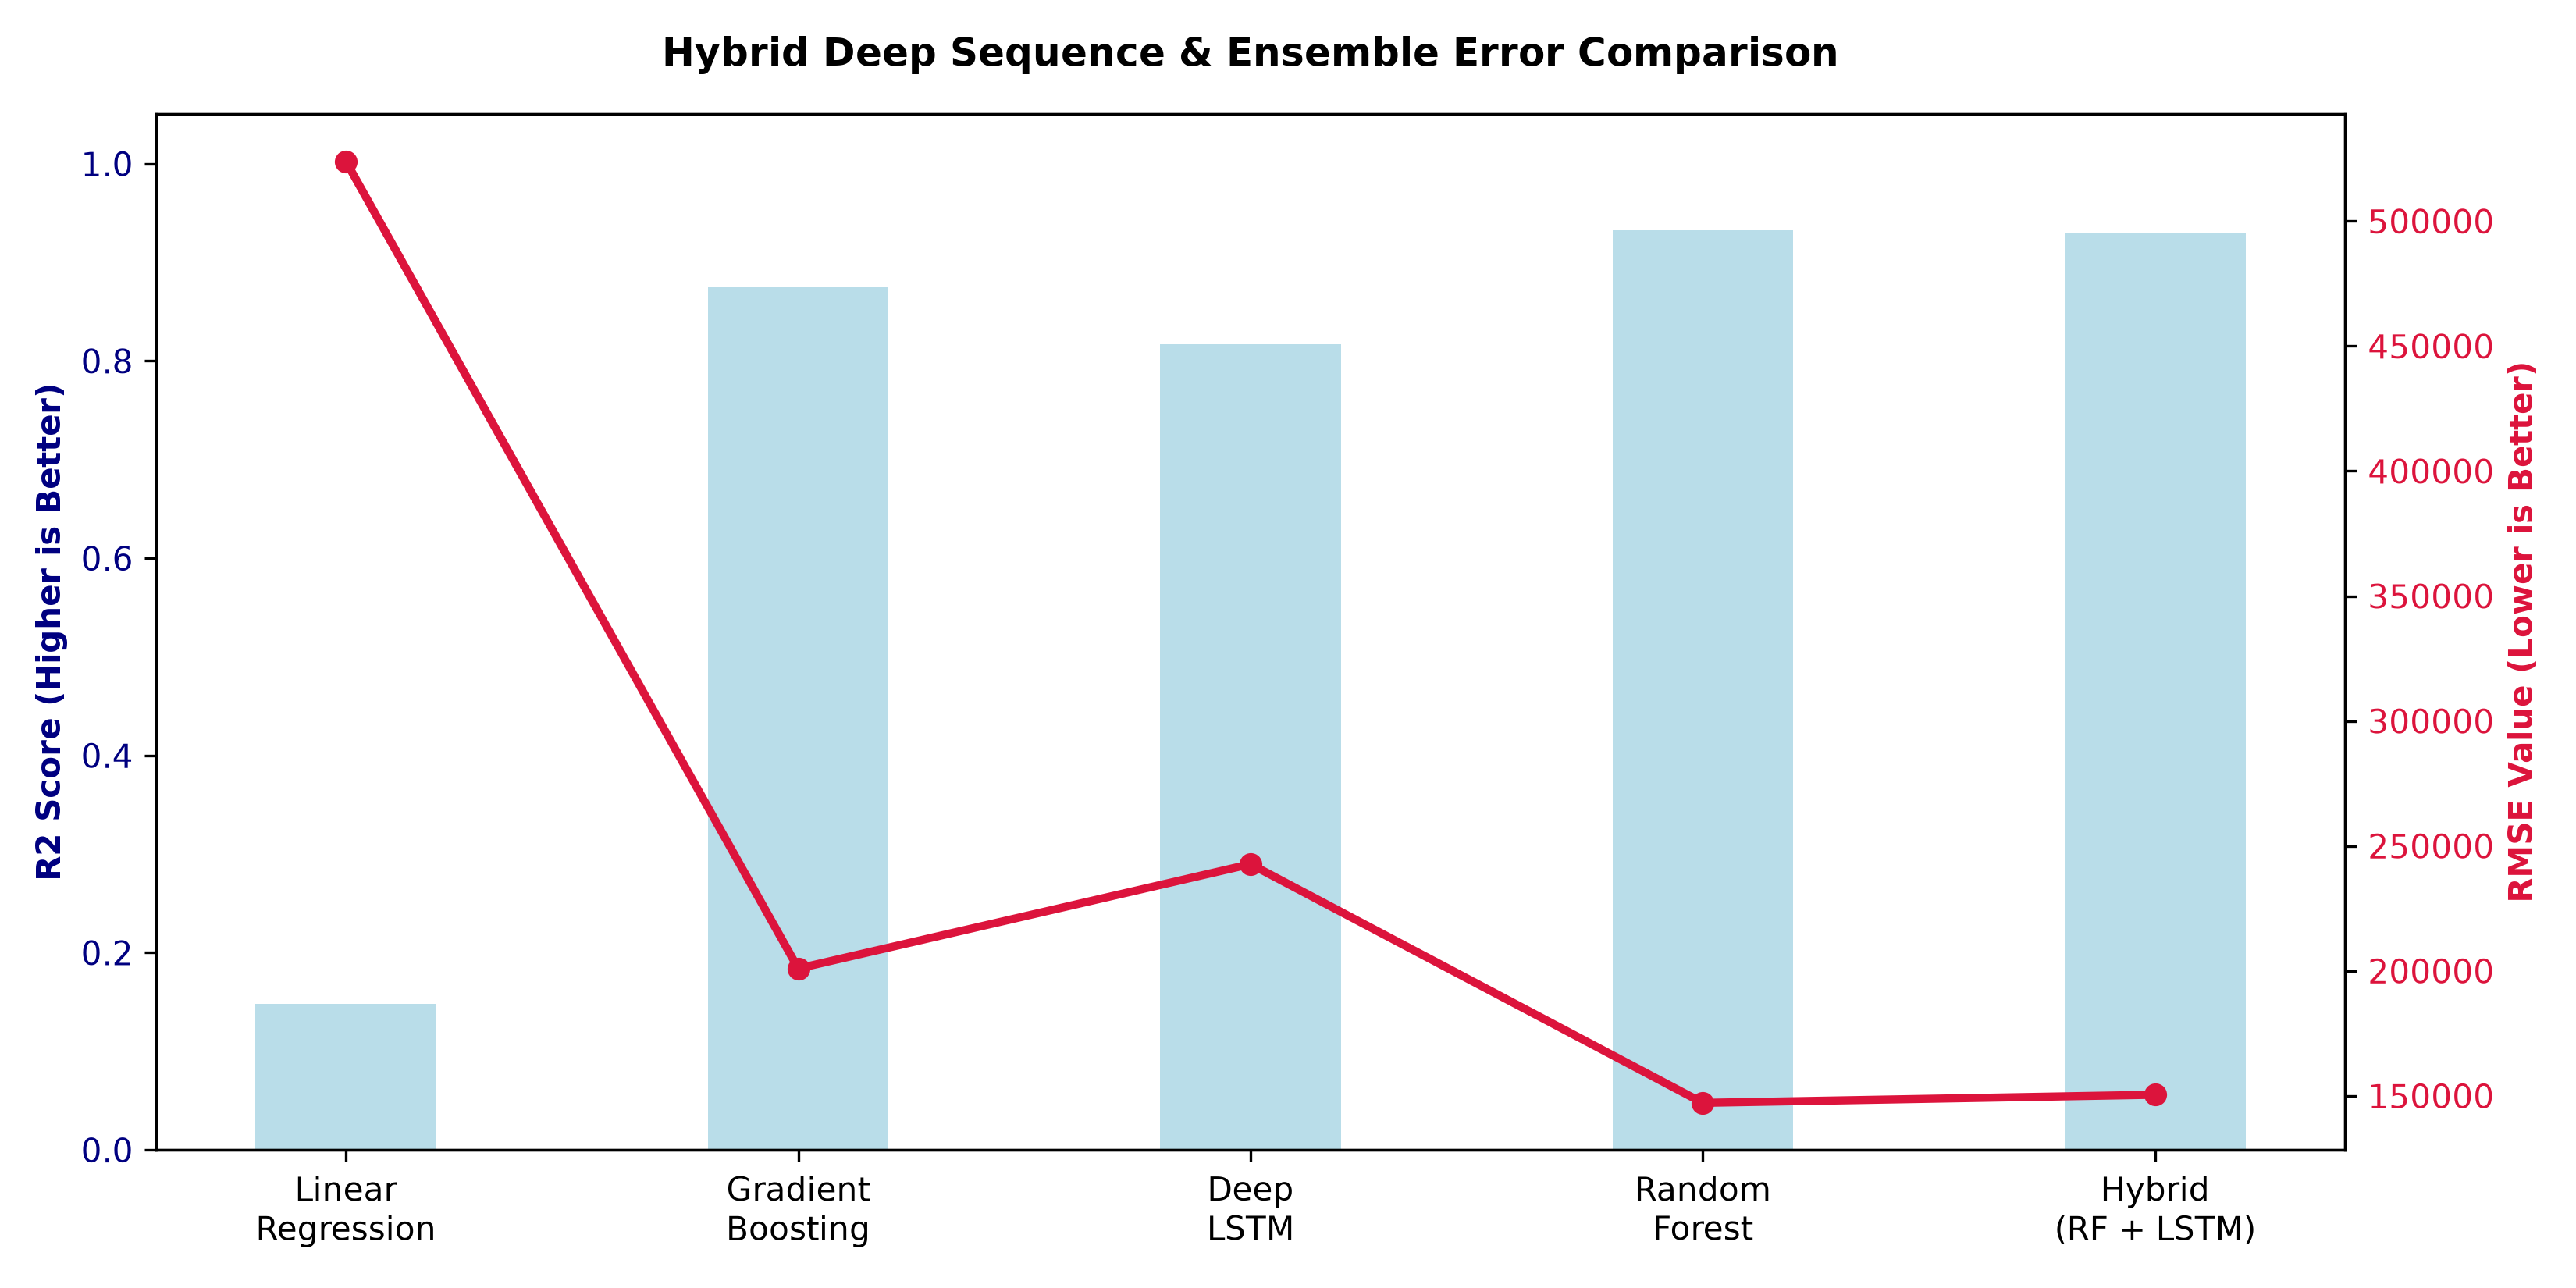 Hybrid Deep Sequence & Ensemble Error Comparison
R2 Score (Higher is Better)
1.0
0.8
0.6
0.4
0.2
0.0
500000
450000
400000
350000
300000
250000
200000
150000
RMSE Value (Lower is Better)
Linear
Regression
Gradient
Boosting
Deep
LSTM
Random
Forest
Hybrid
(RF + LSTM)